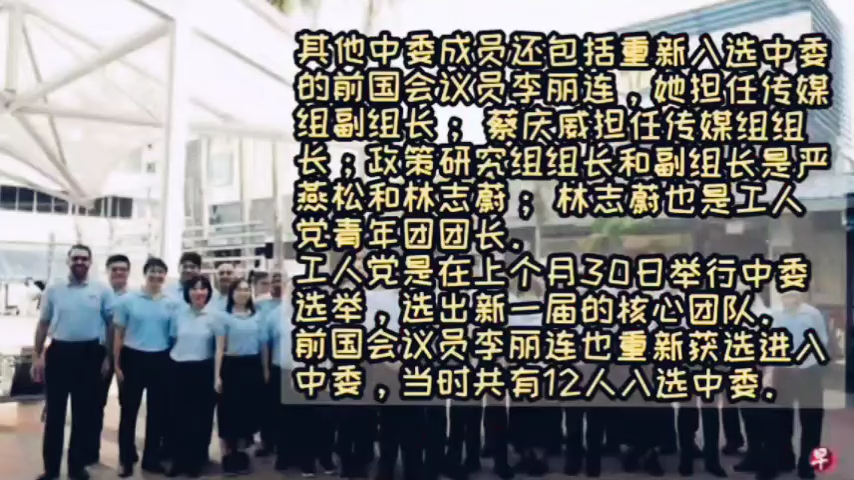 其他中委成员还包括重新入选中委
的前国会议员李丽连，她担任传媒
组副组长； 蔡庆威担任传媒组组
长；政策研究组组长和副组长是严
燕松和林志蔚； 林志蔚也是工人
党青年团团长．
工人党是在上个月30日举行中委
选举，选出新一届的核心团队．
前国会议员李丽连也重新获选进入
中委，当时共有12人入选中委．
早